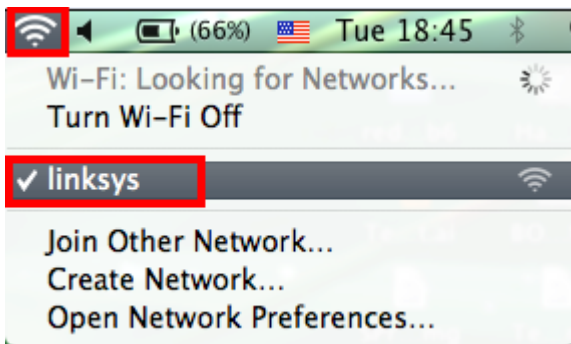 (66%) Tue 18:45
Wi-Fi: Looking for Networks...
Turn Wi-Fi Off
✓ linksys
Join Other Network...
Create Network...
Open Network Preferences...